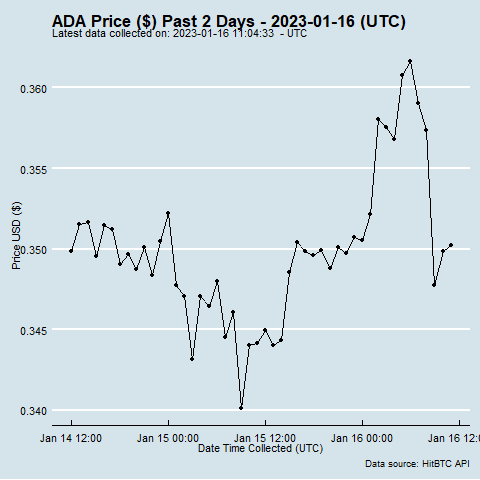 ADA Price ($) Past 2 Days - 2023-01-16 (UTC)
Latest data collected on: 2023-01-16 11:04:33  - UTC
0.360
0.355
0.350
0.345
0.340
Price USD ($)
Jan 14 12:00 Jan 15 00:00 Jan 15 12:00 Jan 16 00:00 Jan 16 12:0
Date Time Collected (UTC)
Data source: HitBTC API